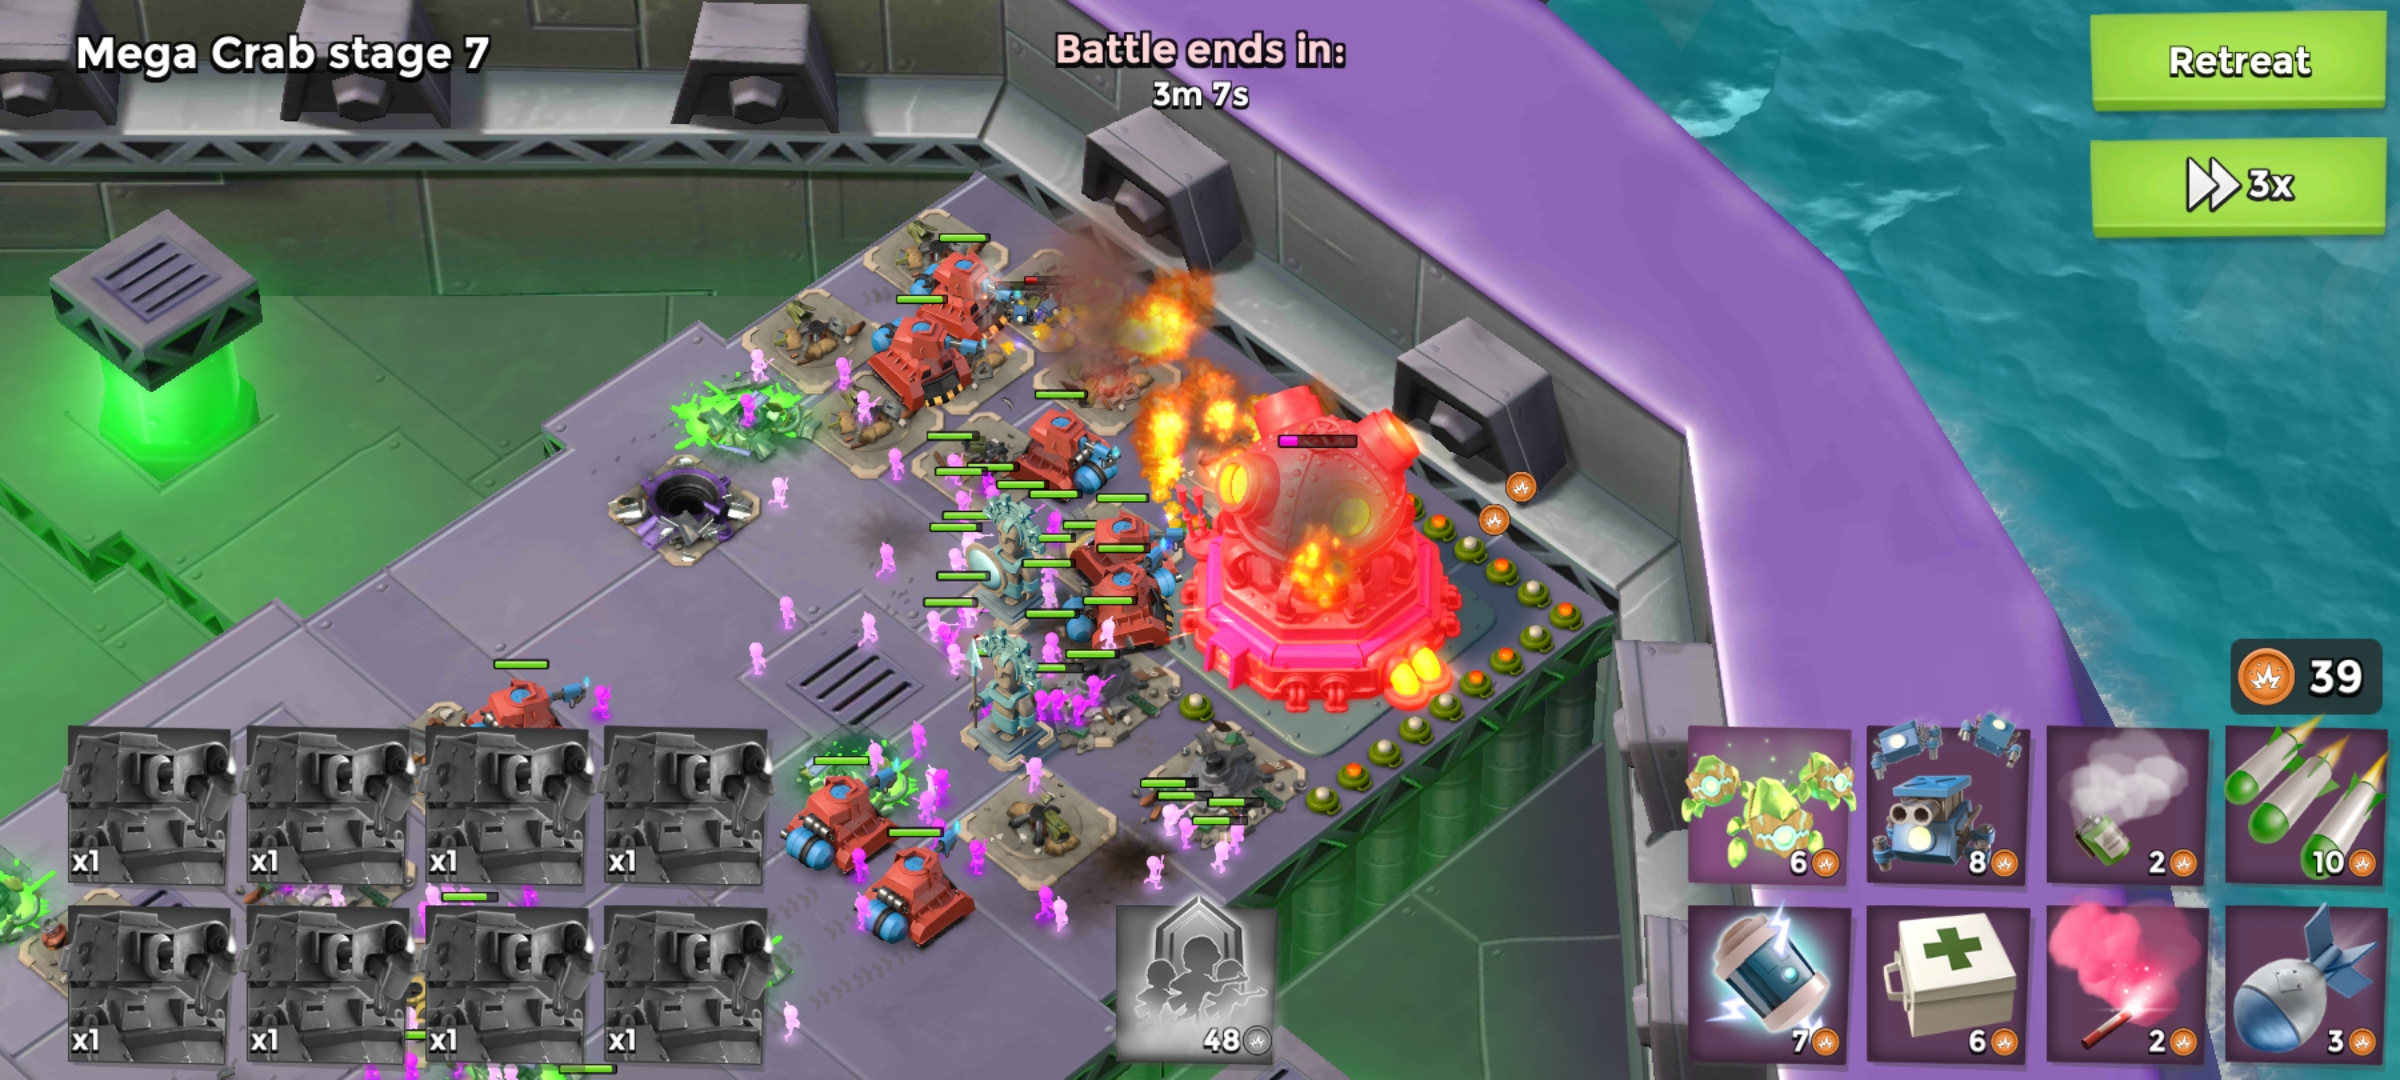 Mega Crab stage 7
Battle ends in:
3m 7s
Retreat
3x
39
x1
x1
x1
x1
6
8
2
10
x1
x1
x1
x1
48
7
6
2
3